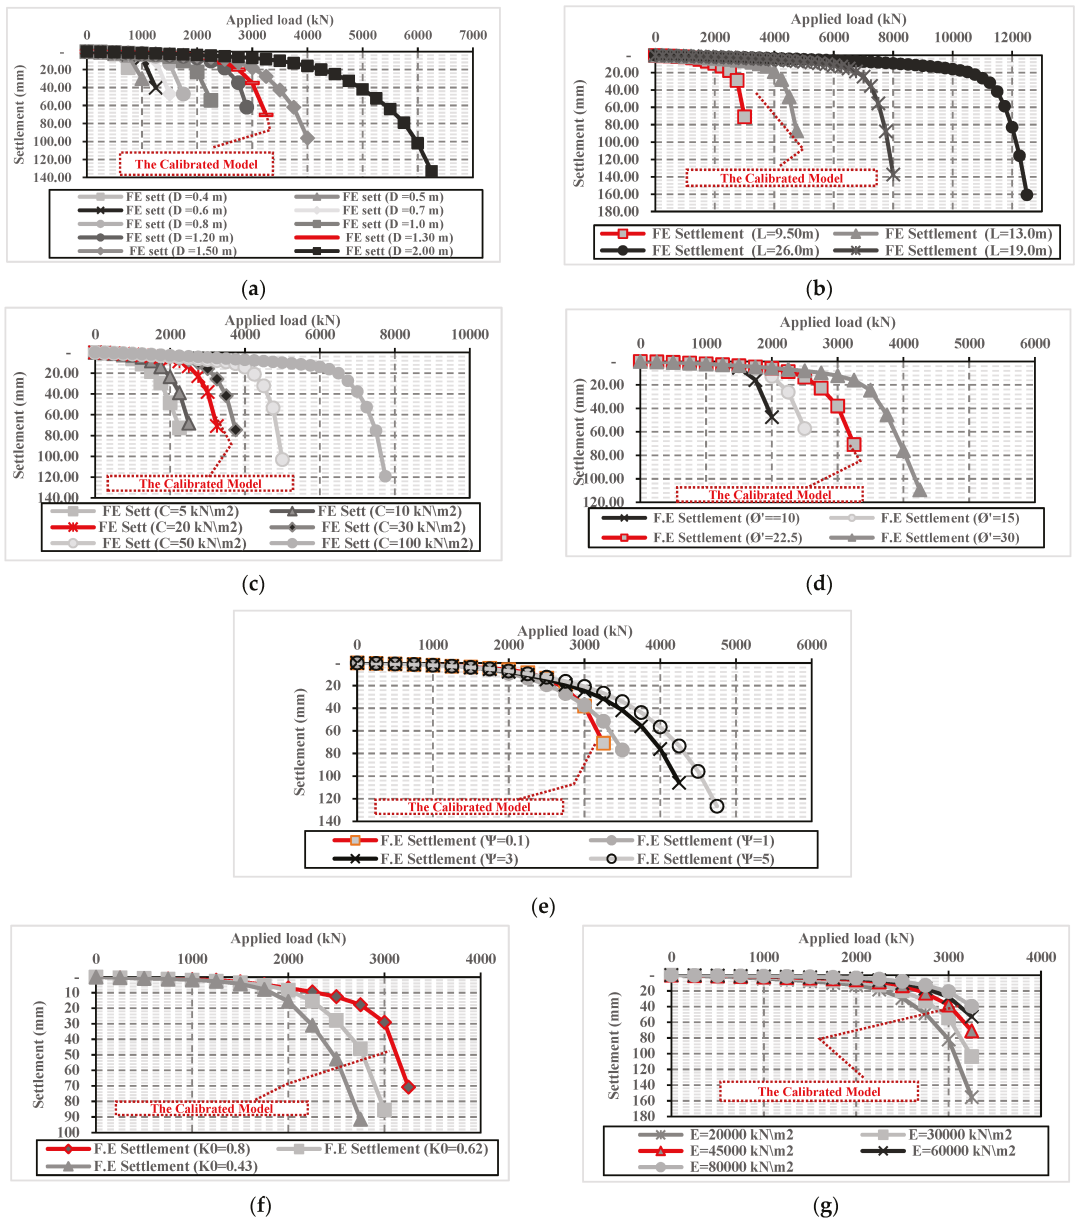 Applied load (kN)
0 1000 2000 3000 4000 5000 6000 7000
-
20.00
40.00
60.00
80.00
100.00
120.00
140.00
Settlement (mm)
The Calibrated Model
FE sett (D =0.4 m) FE sett (D =0.5 m)
FE sett (D =0.6 m) FE sett (D =0.7 m)
FE sett (D =0.8 m) FE sett (D =1.0 m)
FE sett (D =1.20 m) FE sett (D =1.30 m)
FE sett (D =1.50 m) FE sett (D =2.00 m)
(a)
Applied load (kN)
0 2000 4000 6000 8000 10000 12000
-
20.00
40.00
60.00
80.00
100.00
120.00
140.00
160.00
180.00
Settlement (mm)
The Calibrated Model
FE Settlement (L=9.50m) FE Settlement (L=13.0m)
FE Settlement (L=26.0m) FE Settlement (L=19.0m)
(b)
Applied load (kN)
0 2000 4000 6000 8000 10000
-
20.00
40.00
60.00
80.00
100.00
120.00
140.00
Settlement (mm)
The Calibrated Model
FE Sett (C=5 kN\m2) FE Sett (C=10 kN\m2)
FE Sett (C=20 kN\m2) FE Sett (C=30 kN\m2)
FE Sett (C=50 kN\m2) FE Sett (C=100 kN\m2)
(c)
Applied load (kN)
0 1000 2000 3000 4000 5000 6000
-
20.00
40.00
60.00
80.00
100.00
120.00
Settlement (mm)
The Calibrated Model
F.E Settlement (Ø'==10) F.E Settlement (Ø'=15)
F.E Settlement (Ø'=22.5) F.E Settlement (Ø'=30)
(d)
Applied load (kN)
0 1000 2000 3000 4000 5000 6000
-
20
40
60
80
100
120
140
Settlement (mm)
The Calibrated Model
F.E Settlement (Ψ=0.1) F.E Settlement (Ψ=1)
F.E Settlement (Ψ=3) F.E Settlement (Ψ=5)
(e)
Applied load (kN)
0 1000 2000 3000 4000
-
10
20
30
40
50
60
70
80
90
100
Settlement (mm)
The Calibrated Model
F.E Settlement (K0=0.8) F.E Settlement (K0=0.62)
F.E Settlement (K0=0.43)
(f)
Applied load (kN)
0 1000 2000 3000 4000
-
20
40
60
80
100
120
140
160
180
Settlement (mm)
The Calibrated Model
E=20000 kN\m2 E=30000 kN\m2
E=45000 kN\m2 E=60000 kN\m2
E=80000 kN\m2
(g)